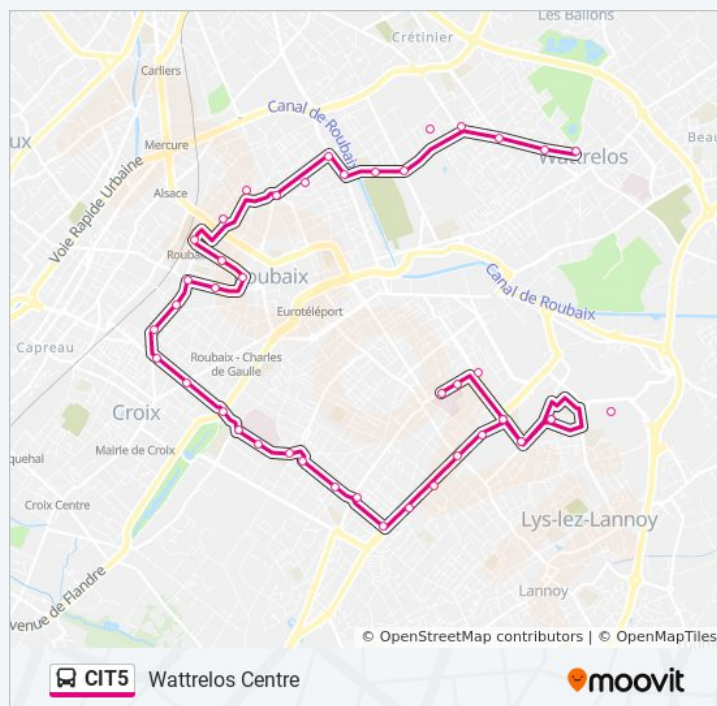 Les Ballons
Crétinier
Carliers
Canal de Roubaix
ux
Mercure
Beau
Wattrelos
Voie Rapide Urbaine
Alsace
Roubai
oubaix
Canal de Roubaix
Eurotéléport
Capreau
Roubaix - Charles
de Gaulle
Croix
Mairie de Croix
quehal
Croix Centre
Lys-lez-Lannoy
Lannoy
venue de Flandre
© OpenStreetMap contributors | © OpenMapTiles
CIT5 Wattrelos Centre
moovit